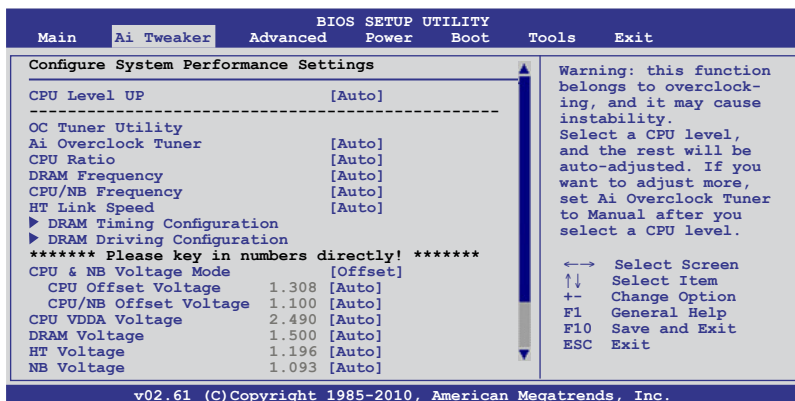 BIOS SETUP UTILITY
Main Ai Tweaker Advanced Power Boot Tools Exit
Configure System Performance Settings
CPU Level UP [Auto]
------------------------------------------------
OC Tuner Utility
Ai Overclock Tuner [Auto]
CPU Ratio [Auto]
DRAM Frequency [Auto]
CPU/NB Frequency [Auto]
HT Link Speed [Auto]
▶ DRAM Timing Configuration
▶ DRAM Driving Configuration
******* Please key in numbers directly! *******
CPU & NB Voltage Mode [Offset]
CPU Offset Voltage 1.308 [Auto]
CPU/NB Offset Voltage 1.100 [Auto]
CPU VDDA Voltage 2.490 [Auto]
DRAM Voltage 1.500 [Auto]
HT Voltage 1.196 [Auto]
NB Voltage 1.093 [Auto]
Warning: this function
belongs to overclock-
ing, and it may cause
instability.
Select a CPU level,
and the rest will be
auto-adjusted. If you
want to adjust more,
set Ai Overclock Tuner
to Manual after you
select a CPU level.
←→ Select Screen
↑↓ Select Item
+- Change Option
F1 General Help
F10 Save and Exit
ESC Exit
v02.61 (C)Copyright 1985-2010, American Megatrends, Inc.